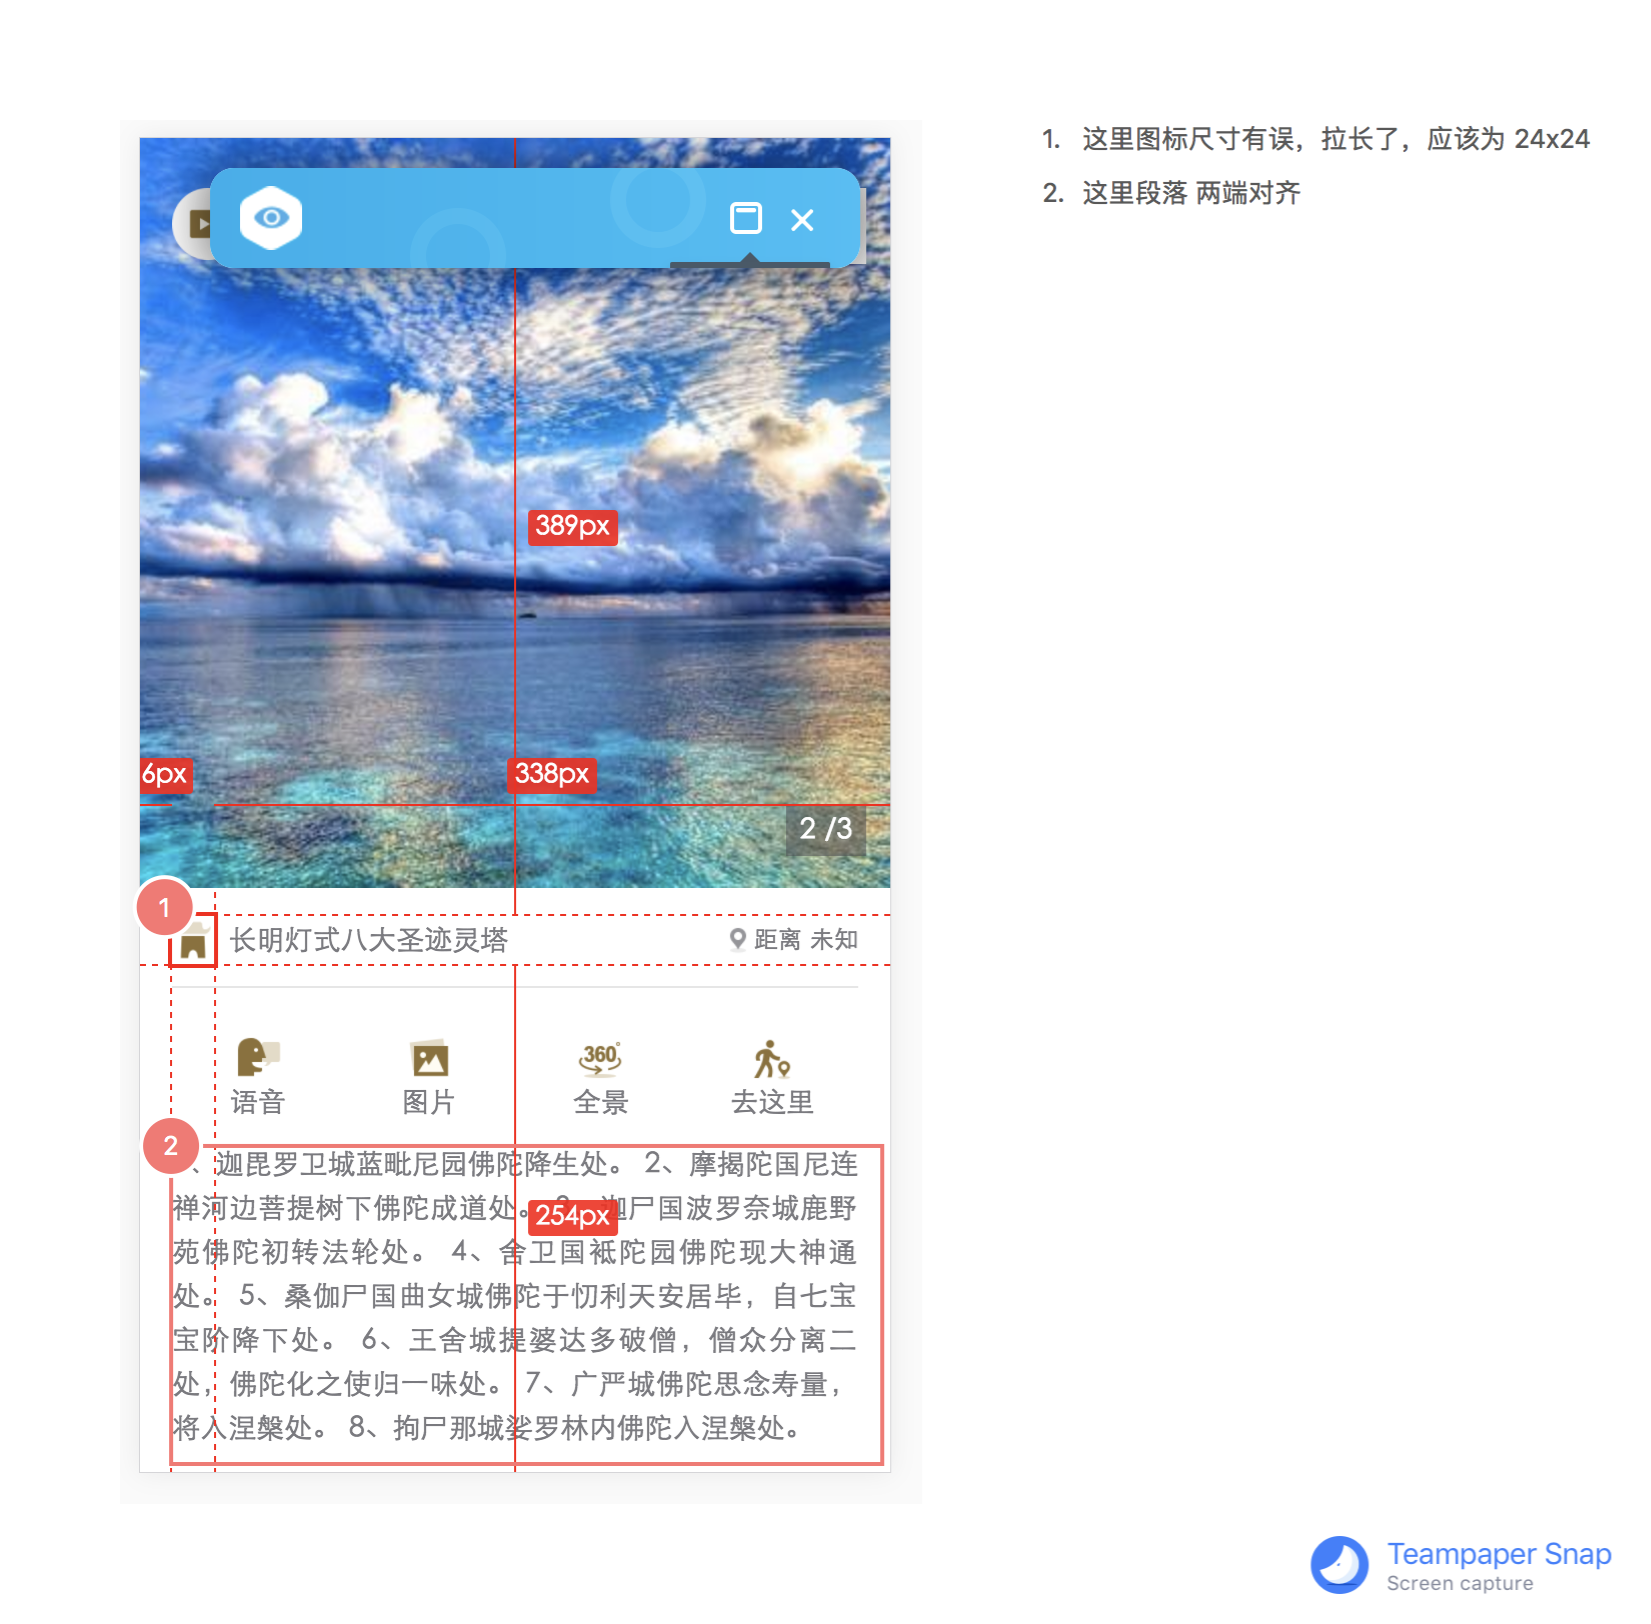 1. 这里图标尺寸有误，拉长了，应该为 24x24
2. 这里段落 两端对齐
389px
6px
338px
2 /3
1
长明灯式八大圣迹灵塔
距离 未知
360°
语音
图片
全景
去这里
2
、迦毘罗卫城蓝毗尼园佛陀降生处。 2、摩揭陀国尼连
禅河边菩提树下佛陀成道处。 迦尸国波罗奈城鹿野
254px
苑佛陀初转法轮处。 4、舍卫国祗陀园佛陀现大神通
处。 5、桑伽尸国曲女城佛陀于忉利天安居毕，自七宝
宝阶降下处。 6、王舍城提婆达多破僧，僧众分离二
处，佛陀化之使归一味处。 7、广严城佛陀思念寿量，
将入涅槃处。 8、拘尸那城娑罗林内佛陀入涅槃处。
Teampaper Snap
Screen capture